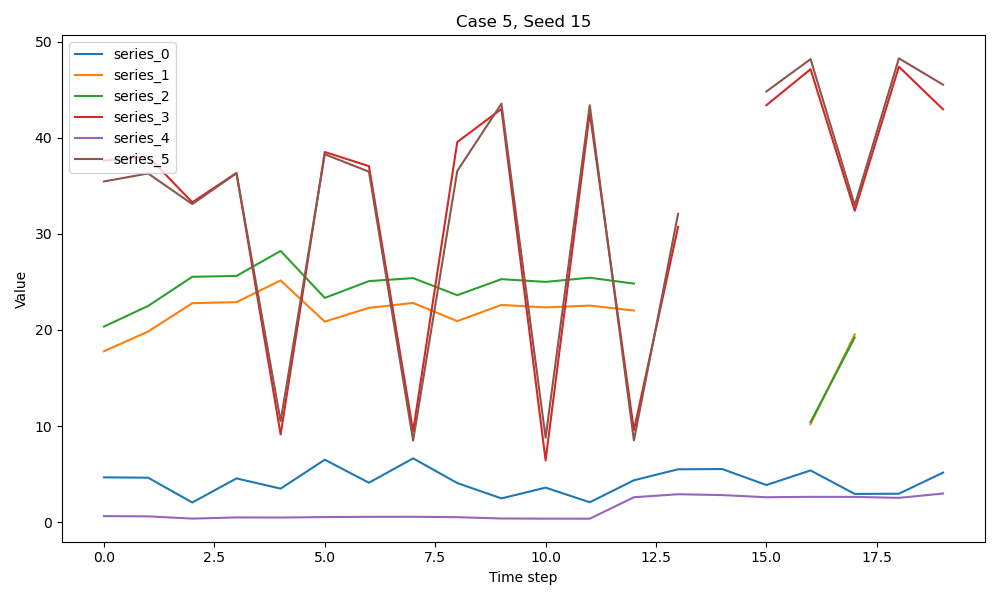 Case 5, Seed 15
50
40
30
20
10
0
Value
series_0
series_1
series_2
series_3
series_4
series_5
0.0 2.5 5.0 7.5 10.0 12.5 15.0 17.5
Time step